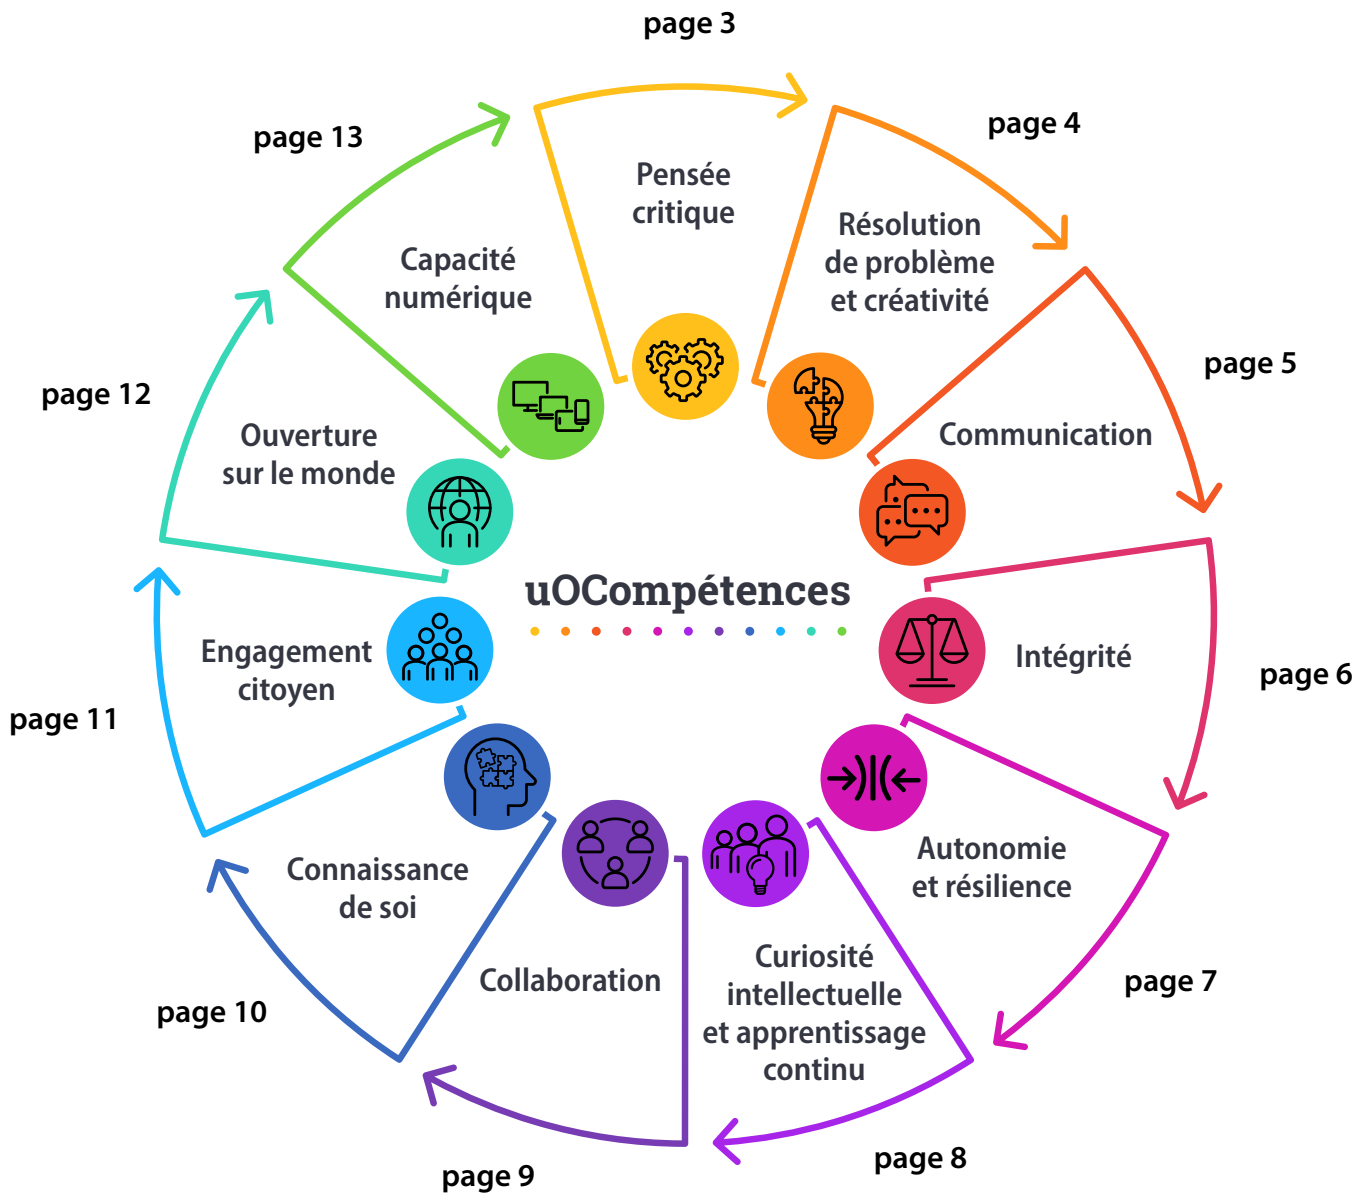 page 3
Pensée
critique
page 4
Résolution
de problème
et créativité
page 5
Communication
page 6
Intégrité
page 7
Autonomie
et résilience
page 8
Curiosité
intellectuelle
et apprentissage
continu
page 9
Collaboration
page 10
Connaissance
de soi
page 11
Engagement
citoyen
page 12
Ouverture
sur le monde
page 13
Capacité
numérique
uOCompétences